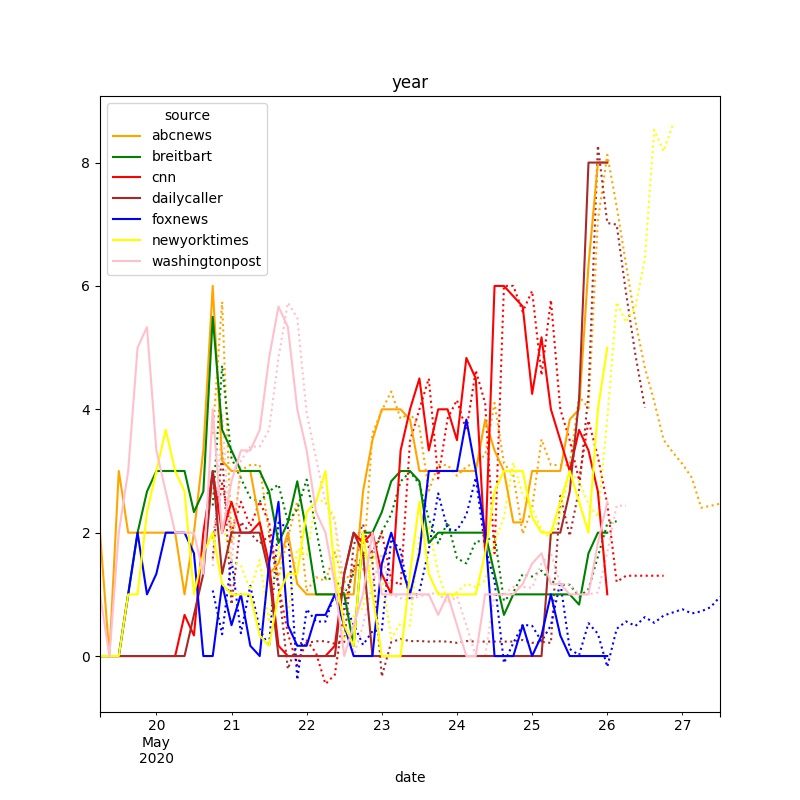 year
source
abcnews
breitbart
cnn
dailycaller
foxnews
newyorktimes
washingtonpost
8
6
4
2
0
20 21 22 23 24 25 26 27
May
2020
date